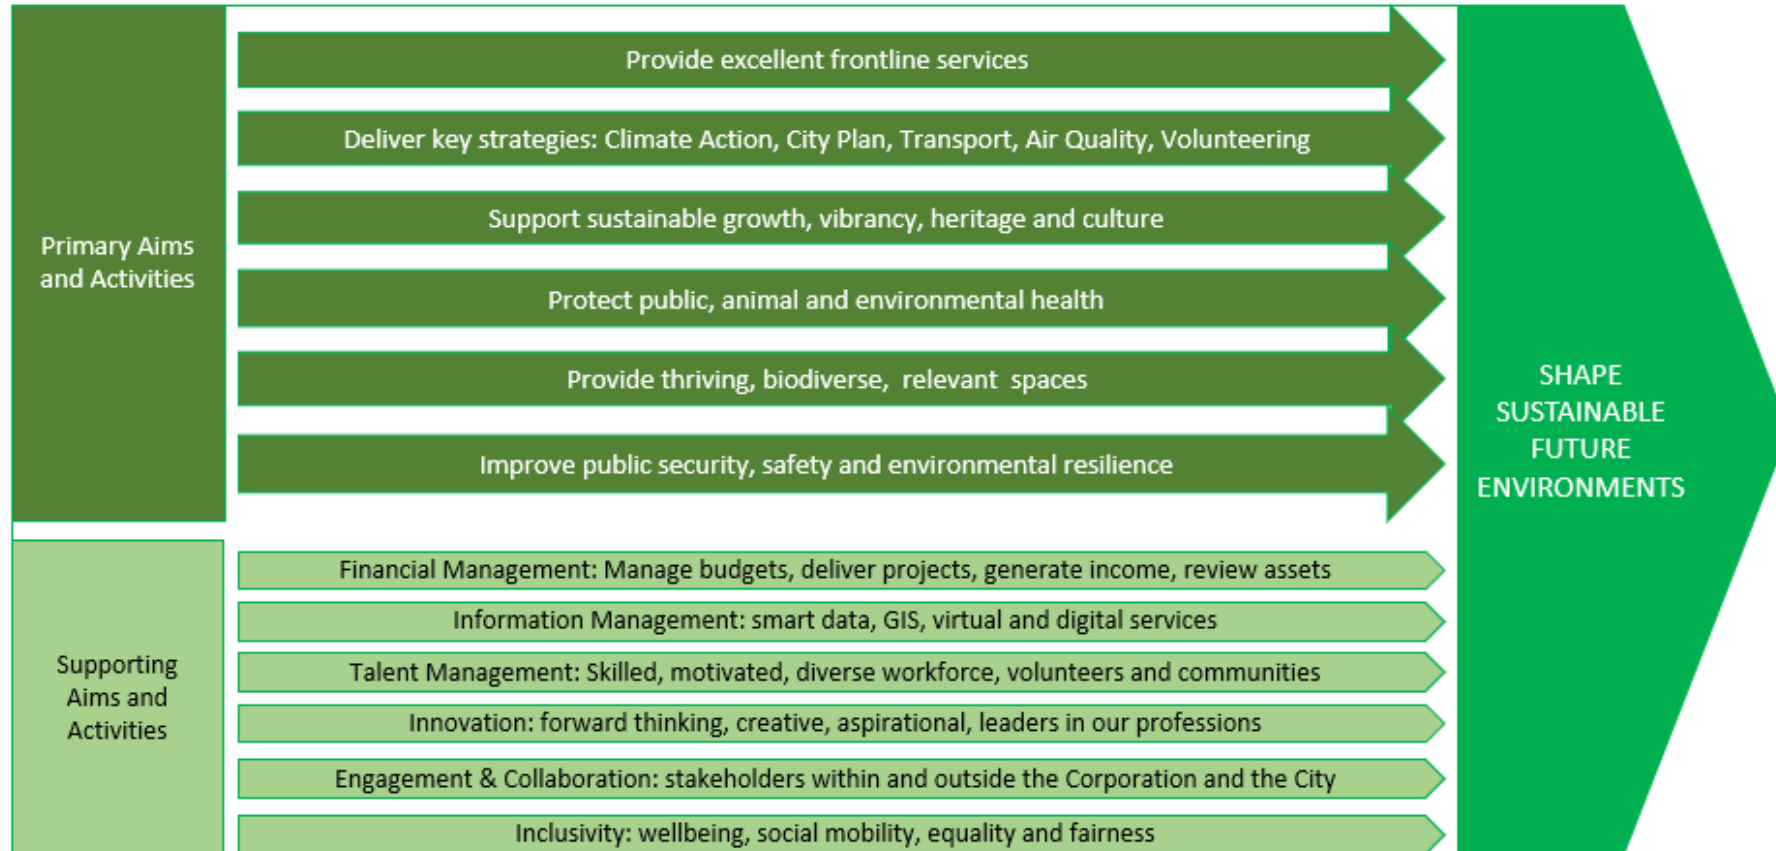 Primary Aims
and Activities
Provide excellent frontline services
Deliver key strategies: Climate Action, City Plan, Transport, Air Quality, Volunteering
Support sustainable growth, vibrancy, heritage and culture
Protect public, animal and environmental health
Provide thriving, biodiverse, relevant spaces
Improve public security, safety and environmental resilience
Supporting
Aims and
Activities
Financial Management: Manage budgets, deliver projects, generate income, review assets
Information Management: smart data, GIS, virtual and digital services
Talent Management: Skilled, motivated, diverse workforce, volunteers and communities
Innovation: forward thinking, creative, aspirational, leaders in our professions
Engagement & Collaboration: stakeholders within and outside the Corporation and the City
Inclusivity: wellbeing, social mobility, equality and fairness
SHAPE
SUSTAINABLE
FUTURE
ENVIRONMENTS